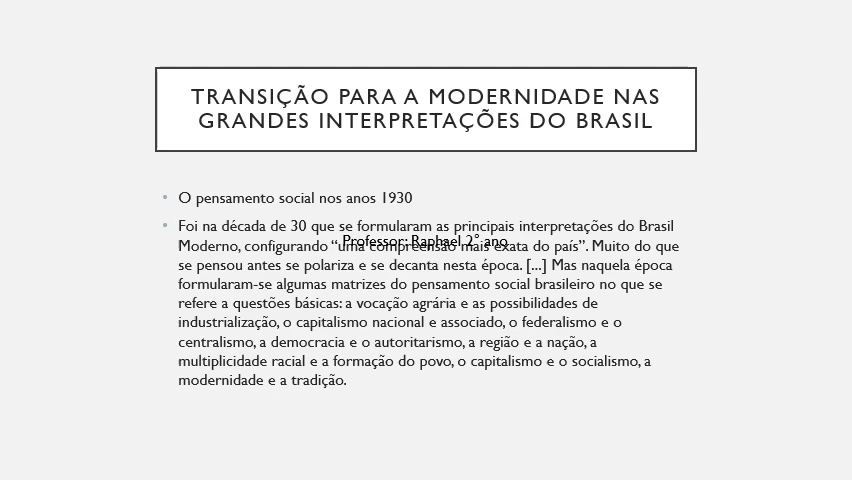 TRANSIÇÃO PARA A MODERNIDADE NAS
GRANDES INTERPRETAÇÕES DO BRASIL
• O pensamento social nos anos 1930
• Foi na década de 30 que se formularam as principais interpretações do Brasil
Professor: Raphael 2° ano
Moderno, configurando “uma compreensão mais exata do país”. Muito do que
se pensou antes se polariza e se decanta nesta época. [...] Mas naquela época
formularam-se algumas matrizes do pensamento social brasileiro no que se
refere a questões básicas: a vocação agrária e as possibilidades de
industrialização, o capitalismo nacional e associado, o federalismo e o
centralismo, a democracia e o autoritarismo, a região e a nação, a
multiplicidade racial e a formação do povo, o capitalismo e o socialismo, a
modernidade e a tradição.